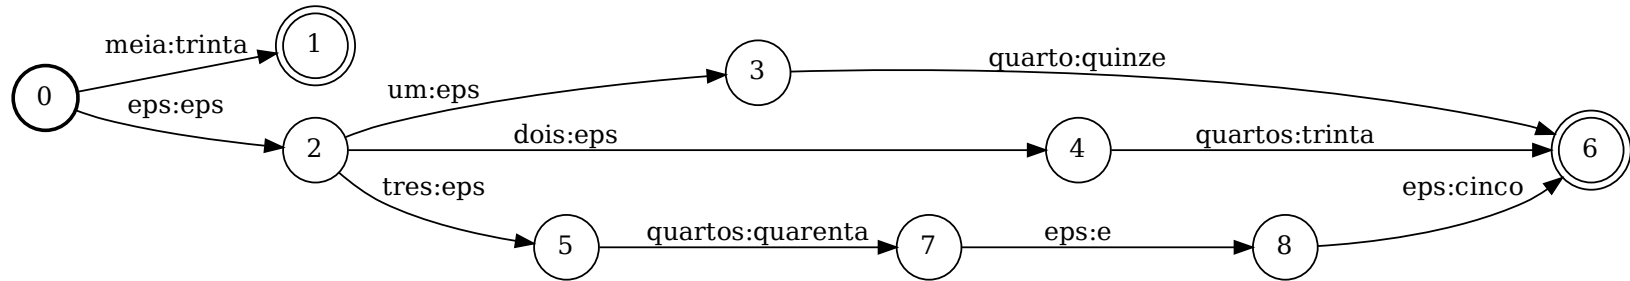 meia:trinta
1
0
eps:eps
2
um:eps
3
quarto:quinze
dois:eps
4
quartos:trinta
6
tres:eps
5
quartos:quarenta
7
eps:e
8
eps:cinco